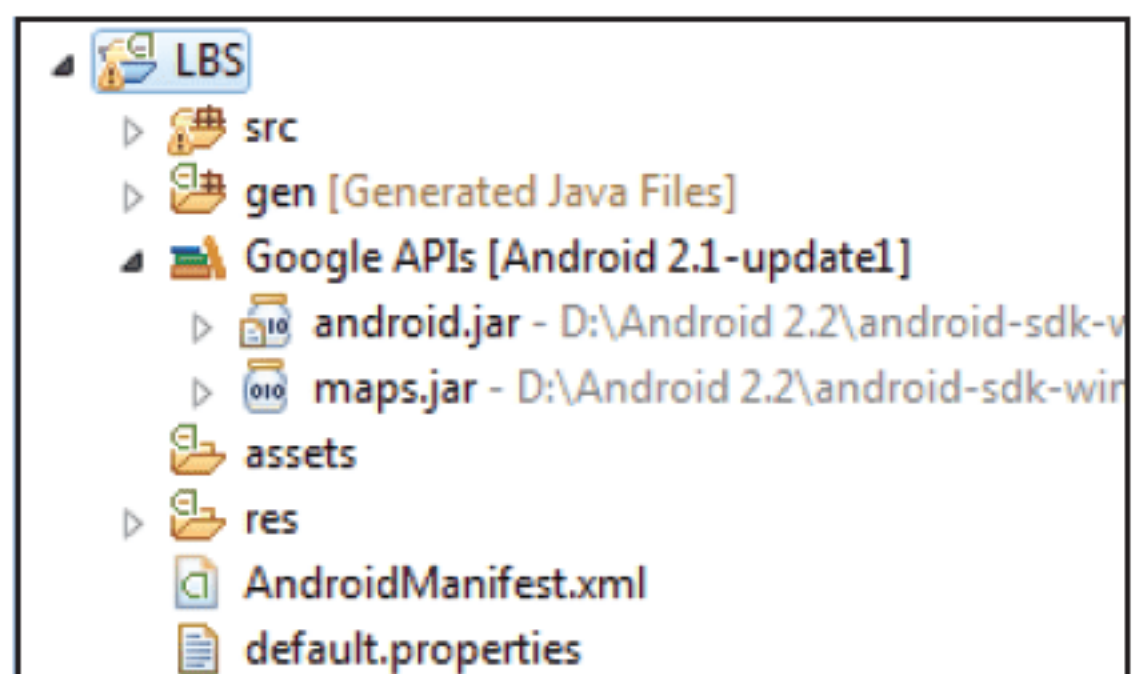 LBS
src
gen [Generated Java Files]
Google APIs [Android 2.1-update1]
android.jar - D:\Android 2.2\android-sdk-
maps.jar - D:\Android 2.2\android-sdk-win
assets
res
AndroidManifest.xml
default.properties